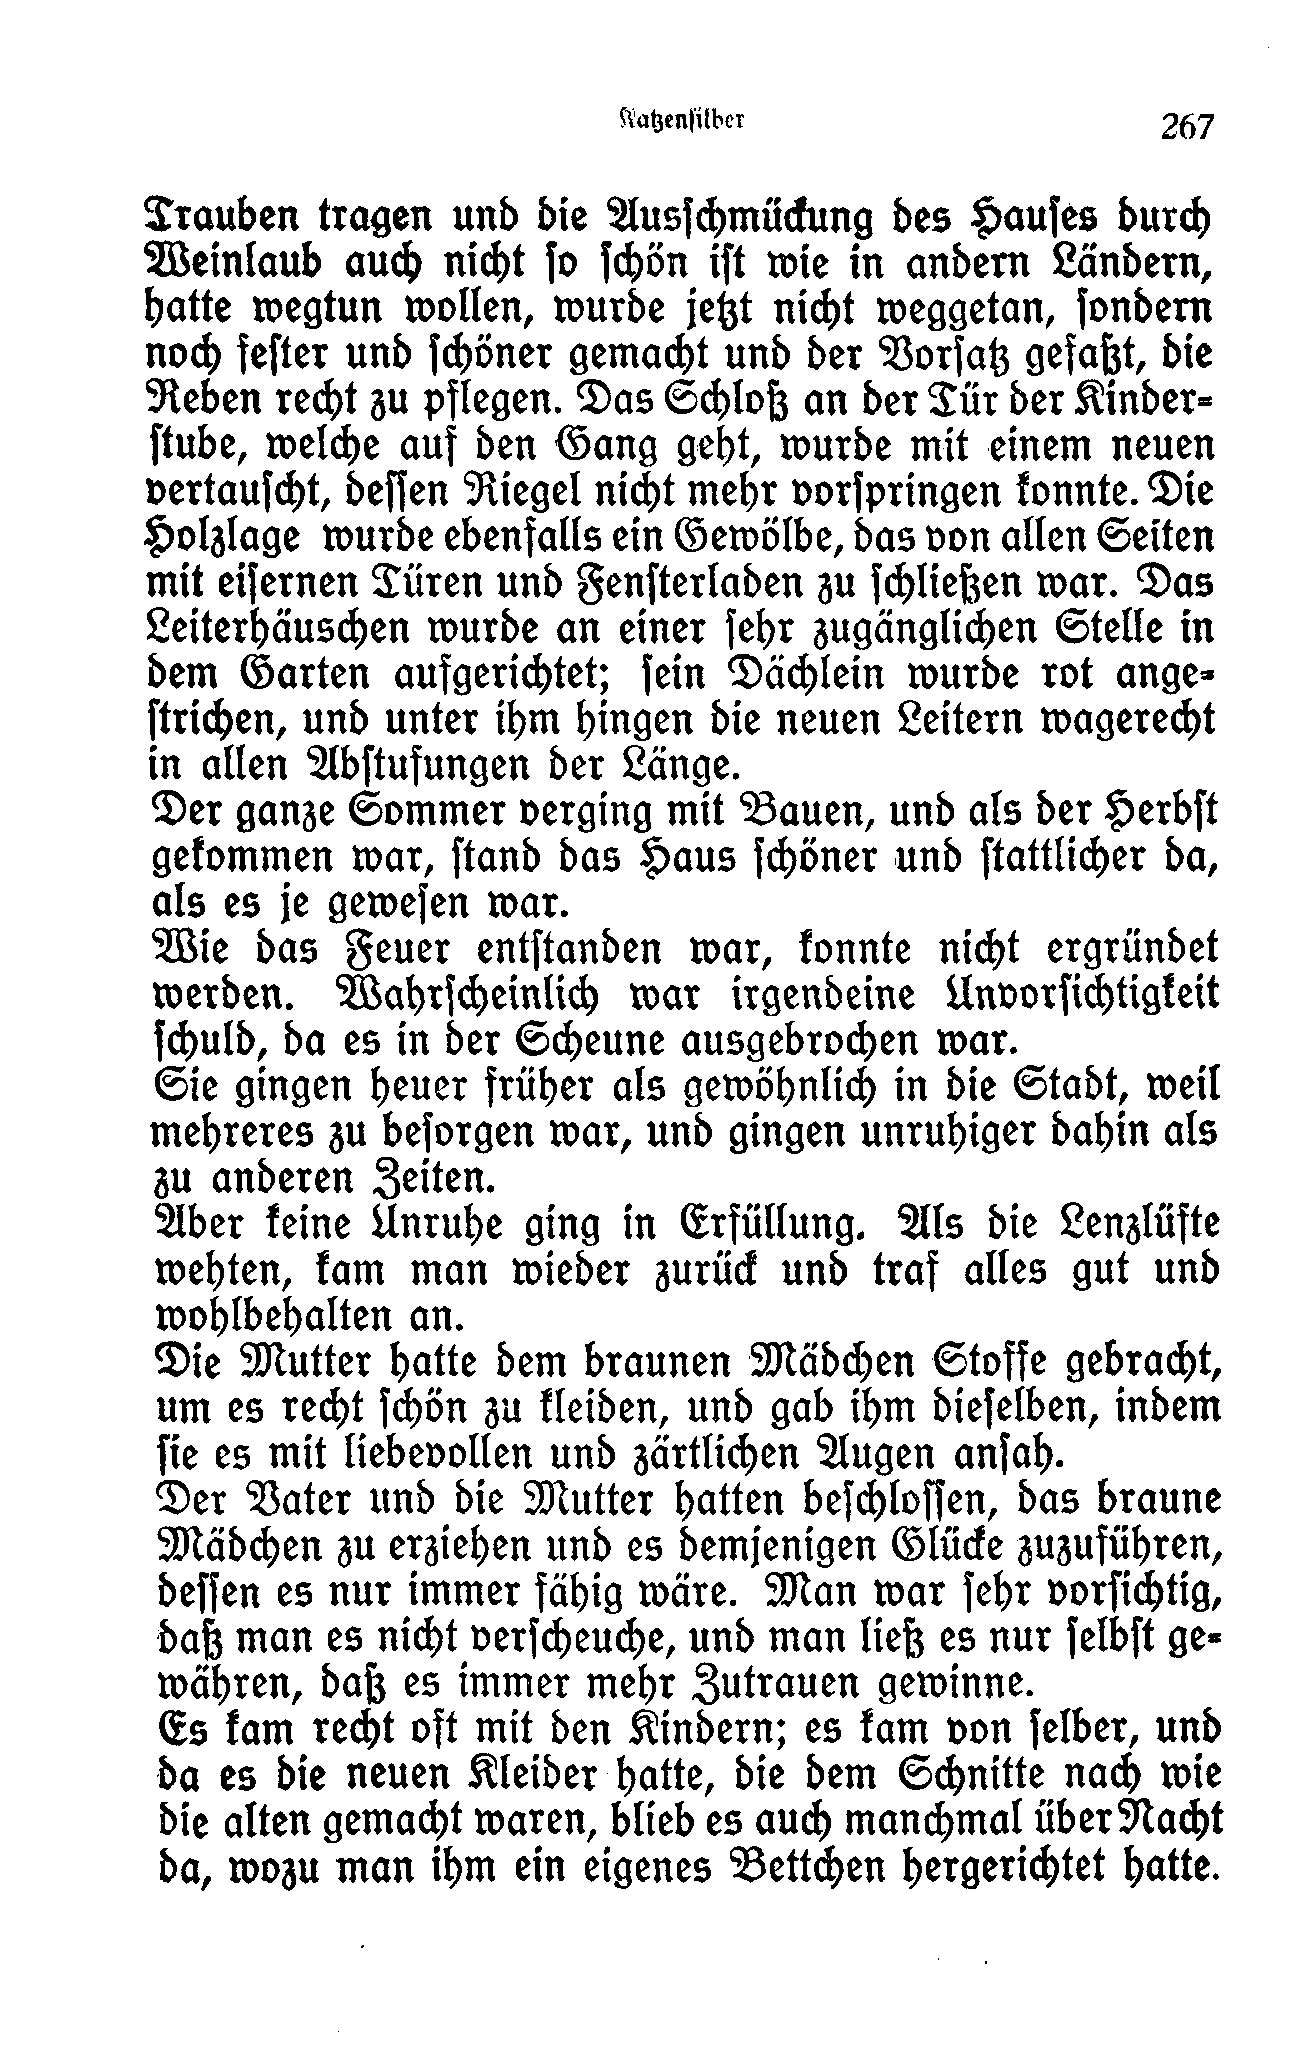 Katzensilber 267
Trauben tragen und die Ausschmückung des Hauses durch
Weinlaub auch nicht so schön ist wie in andern Ländern,
hatte wegtun wollen, wurde jetzt nicht weggetan, sondern
noch fester und schöner gemacht und der Vorsatz gefaßt, die
Reben recht zu pflegen. Das Schloß an der Tür der Kinder-
stube, welche auf den Gang geht, wurde mit einem neuen
vertauscht, dessen Riegel nicht mehr vorspringen konnte. Die
Holzlage wurde ebenfalls ein Gewölbe, das von allen Seiten
mit eisernen Türen und Fensterladen zu schließen war. Das
Leiterhäuschen wurde an einer sehr zugänglichen Stelle in
dem Garten aufgerichtet; sein Dächlein wurde rot ange-
strichen, und unter ihm hingen die neuen Leitern wagerecht
in allen Abstufungen der Länge.
Der ganze Sommer verging mit Bauen, und als der Herbst
gekommen war, stand das Haus schöner und stattlicher da,
als es je gewesen war.
Wie das Feuer entstanden war, konnte nicht ergründet
werden. Wahrscheinlich war irgendeine Unvorsichtigkeit
schuld, da es in der Scheune ausgebrochen war.
Sie gingen heuer früher als gewöhnlich in die Stadt, weil
mehreres zu besorgen war, und gingen unruhiger dahin als
zu anderen Zeiten.
Aber keine Unruhe ging in Erfüllung. Als die Lenzlüfte
wehten, kam man wieder zurück und traf alles gut und
wohlbehalten an.
Die Mutter hatte dem braunen Mädchen Stoffe gebracht,
um es recht schön zu kleiden, und gab ihm dieselben, indem
sie es mit liebevollen und zärtlichen Augen ansah.
Der Vater und die Mutter hatten beschlossen, das braune
Mädchen zu erziehen und es demjenigen Glücke zuzuführen,
dessen es nur immer fähig wäre. Man war sehr vorsichtig,
daß man es nicht verscheuche, und man ließ es nur selbst ge-
währen, daß es immer mehr Zutrauen gewinne.
Es kam recht oft mit den Kindern; es kam von selber, und
da es die neuen Kleider hatte, die dem Schnitte nach wie
die alten gemacht waren, blieb es auch manchmal über Nacht
da, wozu man ihm ein eigenes Bettchen hergerichtet hatte.